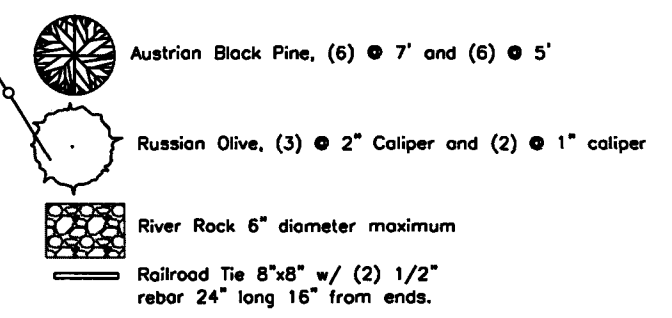 Austrian Black Pine, (6) @ 7' and (6) @ 5'
Russian Olive, (3) @ 2" Caliper and (2) @ 1" caliper
River Rock 6" diameter maximum
Railroad Tie 8"x8" w/ (2) 1/2"
rebar 24" long 16" from ends.